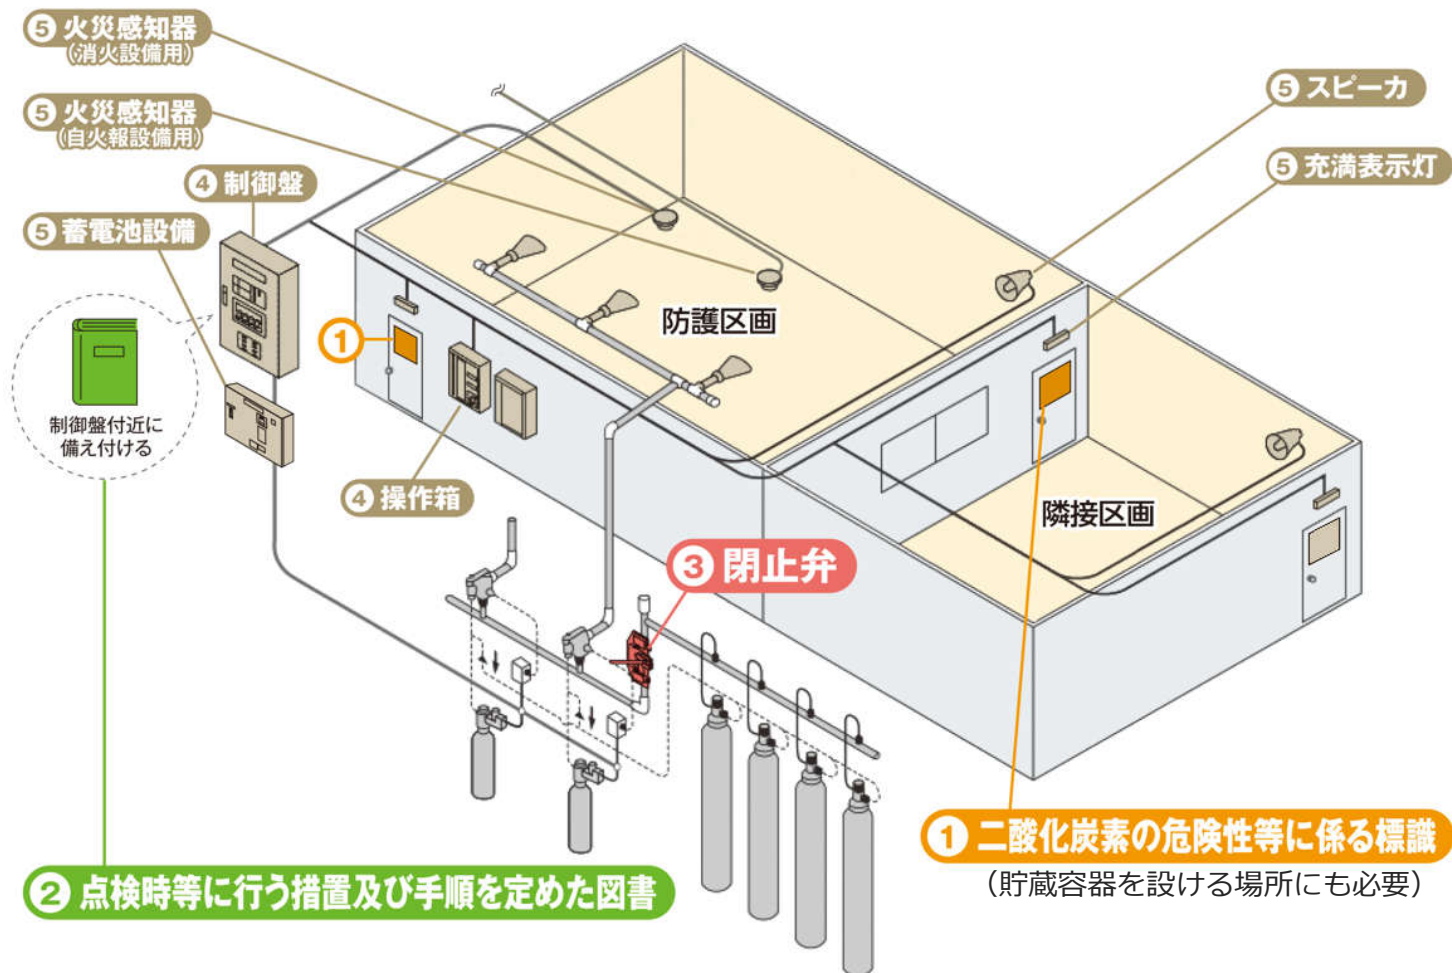 ⑤ 火災感知器
(消火設備用)
⑤ 火災感知器
(自火報設備用)
④ 制御盤
⑤ 蓄電池設備
制御盤付近に
備え付ける
①
④ 操作箱
防護区画
⑤ スピーカ
⑤ 充満表示灯
隣接区画
③ 閉止弁
① 二酸化炭素の危険性等に係る標識
(貯蔵容器を設ける場所にも必要)
② 点検時等に行う措置及び手順を定めた図書